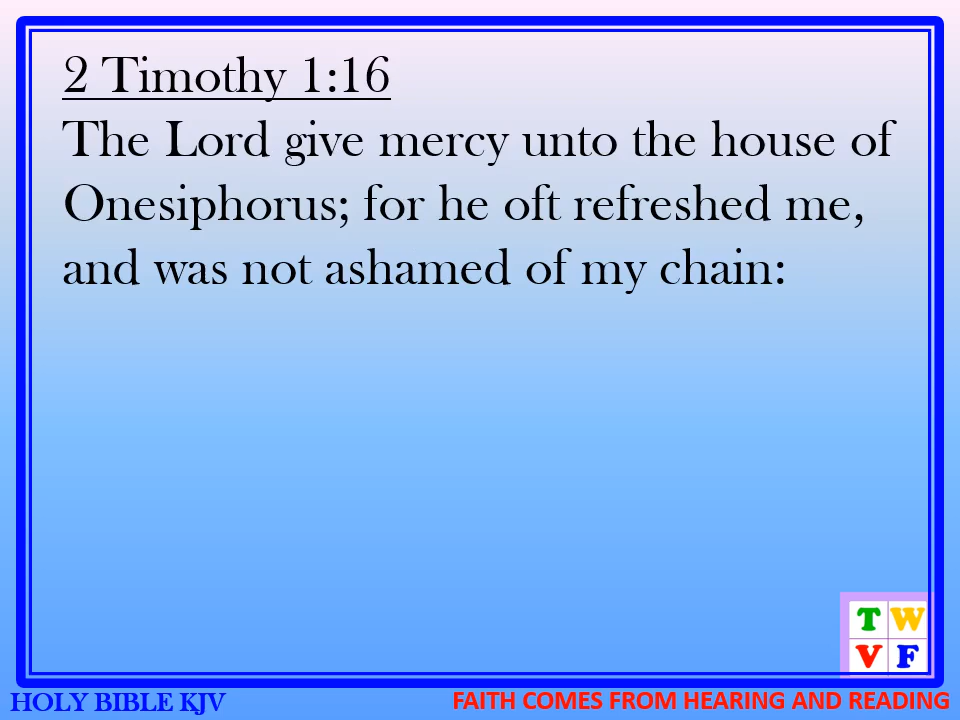 2 Timothy 1:16
The Lord give mercy unto the house of
Onesiphorus; for he oft refreshed me,
and was not ashamed of my chain:
T W
V F
HOLY BIBLE KJV
FAITH COMES FROM HEARING AND READING